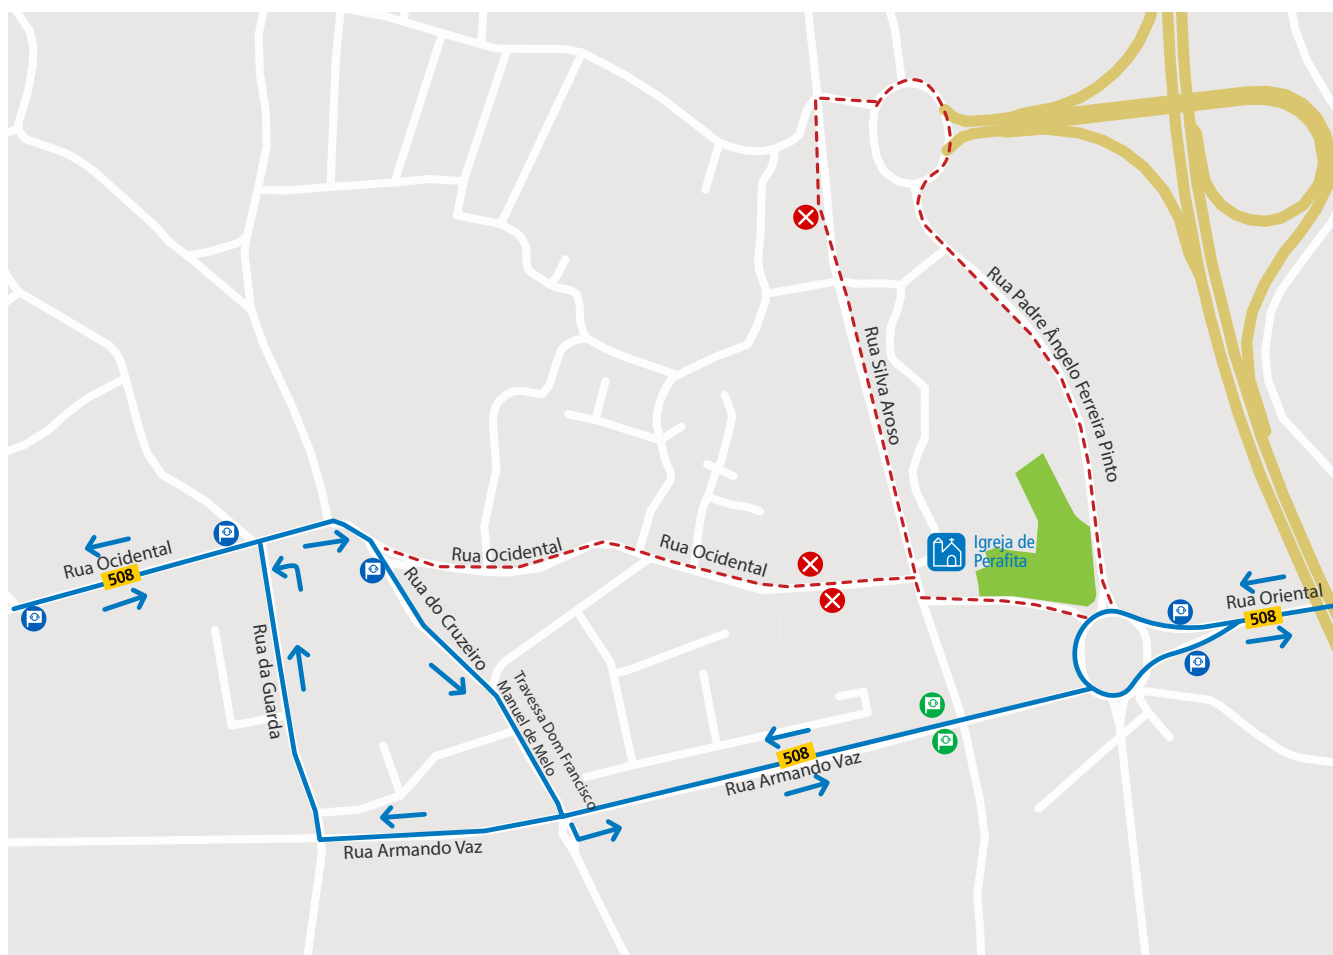 Rua Padre Ângelo Ferreira Pinto
Rua Silva Aroso
Igreja de
Perafita
Rua Ocidental
508
Rua Ocidental
Rua Ocidental
Rua Oriental
508
Rua do Cruzeiro
Rua da Guarda
Travessa Dom Francisco
Manuel de Melo
508
Rua Armando Vaz
Rua Armando Vaz